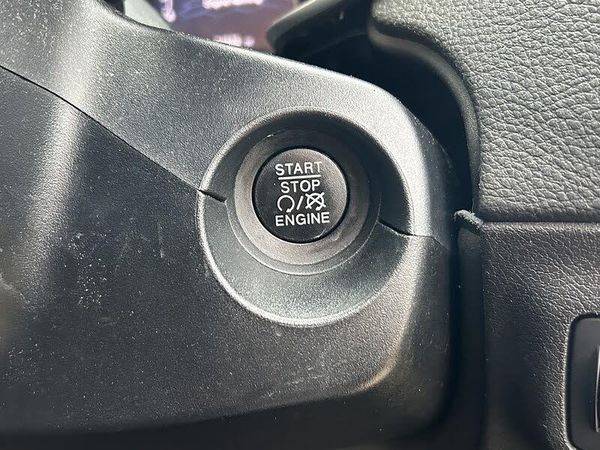 START
STOP
/
ENGINE